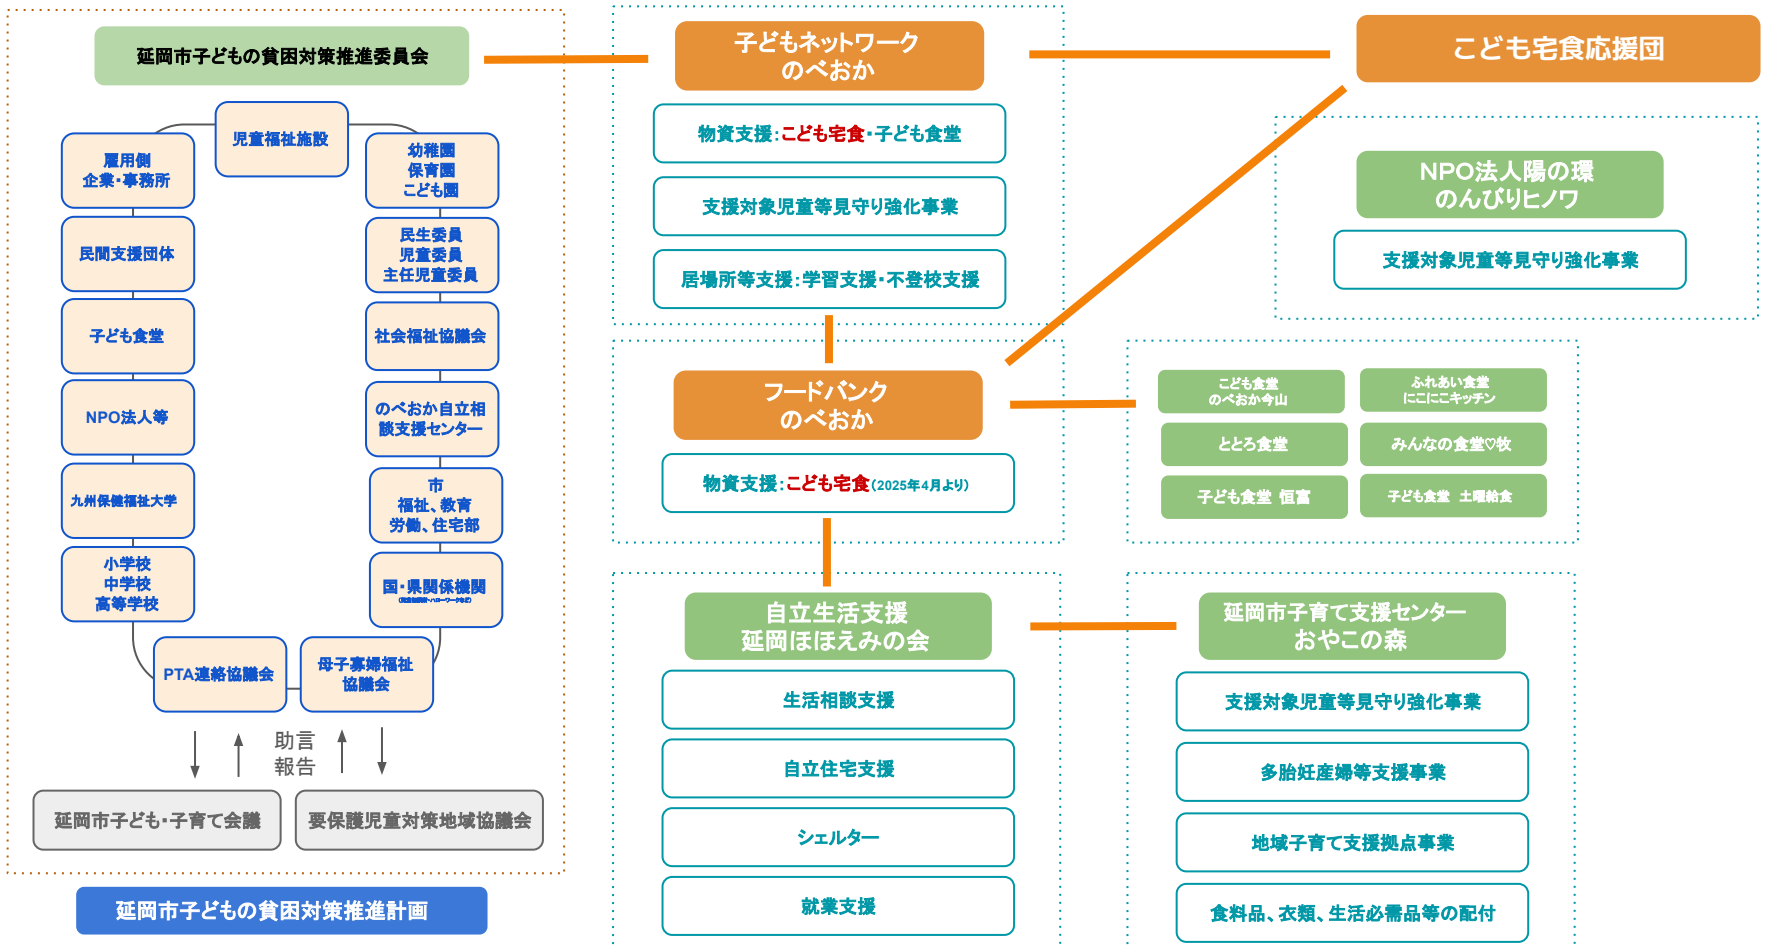 延岡市子どもの貧困対策推進委員会
児童福祉施設
雇用側
企業・事務所
民間支援団体
子ども食堂
NPO法人等
九州保健福祉大学
小学校
中学校
高等学校
PTA連絡協議会
幼稚園
保育園
こども園
民生委員
児童委員
主任児童委員
社会福祉協議会
のべおか自立相
談支援センター
市
福祉、教育
労働、住宅部
国・県関係機関
母子寡婦福祉
協議会
助言
報告
延岡市子ども・子育て会議
要保護児童対策地域協議会
延岡市子どもの貧困対策推進計画
子どもネットワーク
のべおか
物資支援：こども宅食・子ども食堂
支援対象児童等見守り強化事業
居場所等支援：学習支援・不登校支援
フードバンク
のべおか
物資支援：こども宅食（2025年4月より）
自立生活支援
延岡ほほえみの会
生活相談支援
自立住宅支援
シェルター
就業支援
こども宅食応援団
NPO法人陽の環
のんびりヒノワ
支援対象児童等見守り強化事業
こども食堂
のべおか今山
ふれあい食堂
にこにこキッチン
ととろ食堂
みんなの食堂♡牧
子ども食堂 恒富
子ども食堂 土曜給食
延岡市子育て支援センター
おやこの森
支援対象児童等見守り強化事業
多胎妊産婦等支援事業
地域子育て支援拠点事業
食料品、衣類、生活必需品等の配付